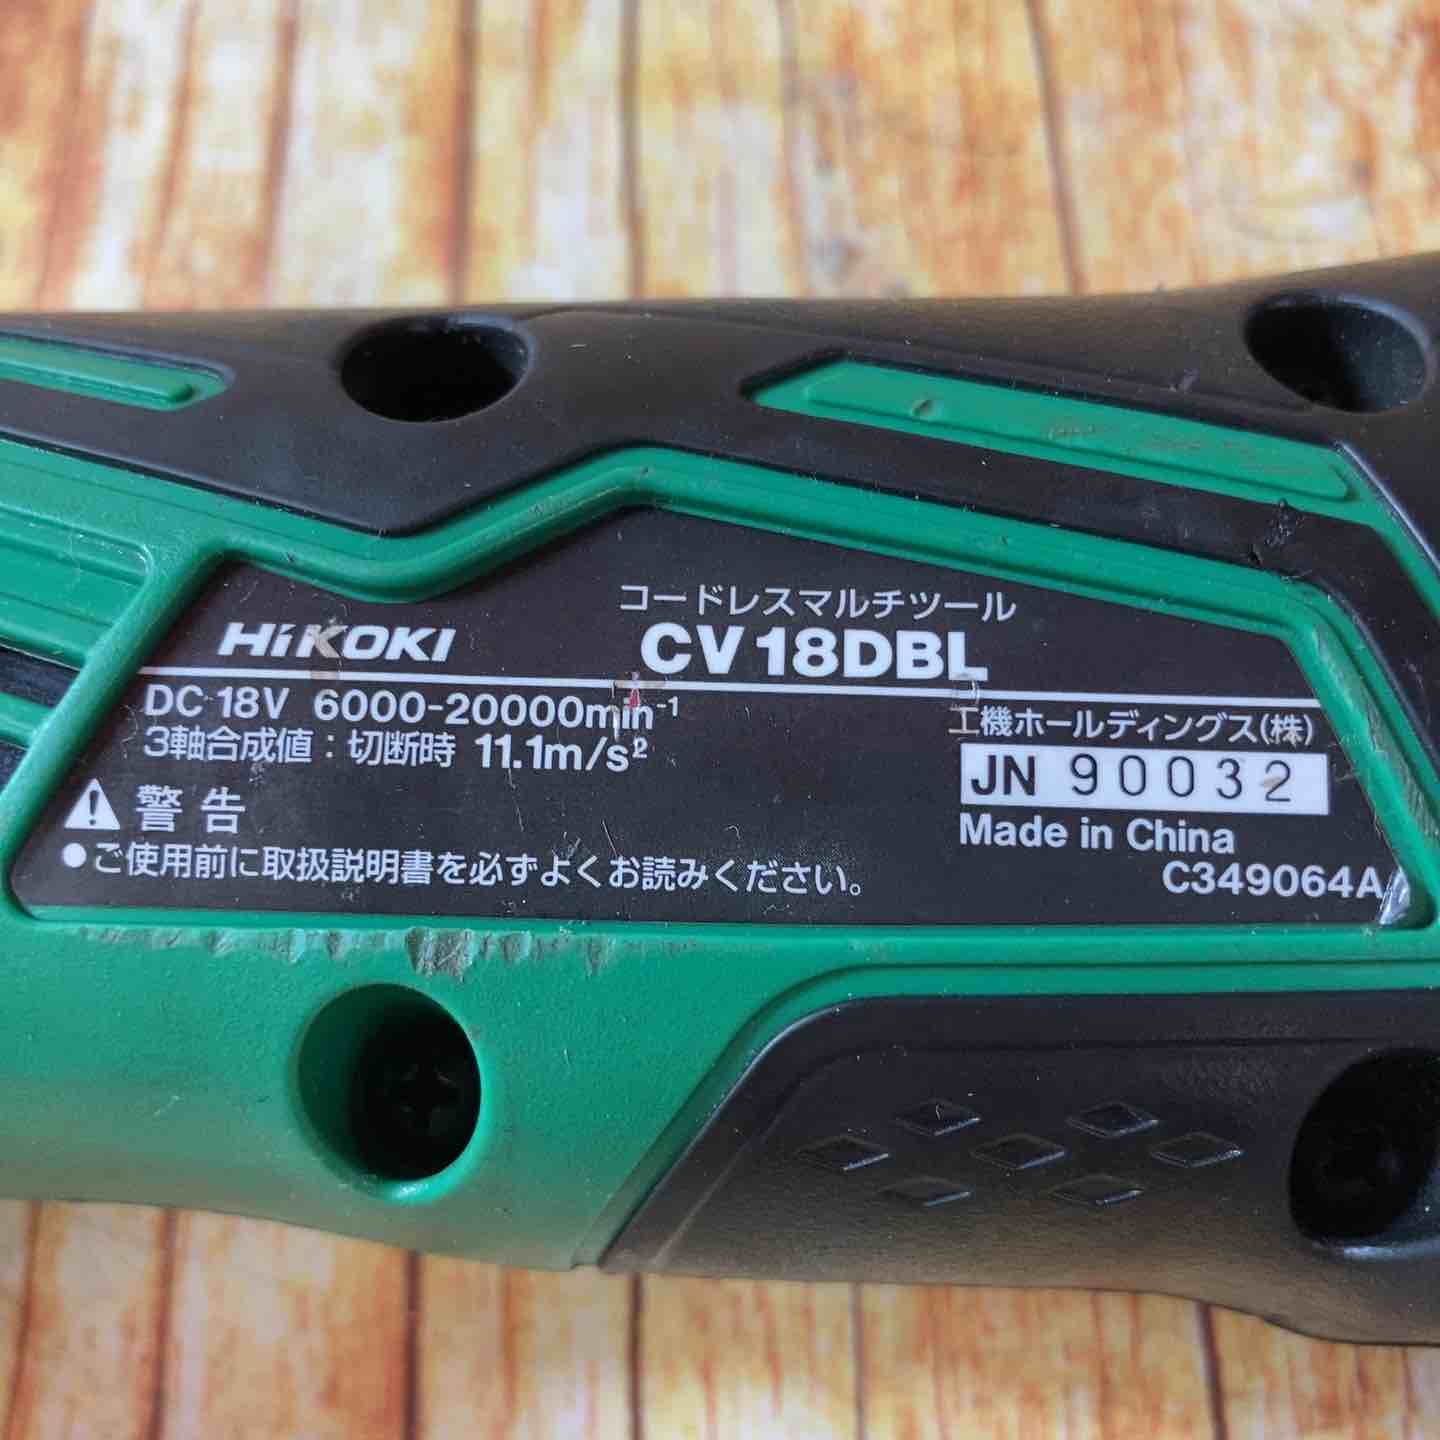 コードレスマルチツール
HiKOKI CV18DBL
DC 18V 6000-20000min⁻¹
工機ホールディングス(株)
3軸合成値:切断時 11.1m/s²
JN 90032
⚠警告
Made in China
●ご使用前に取扱説明書を必ずよくお読みください。
C349064A